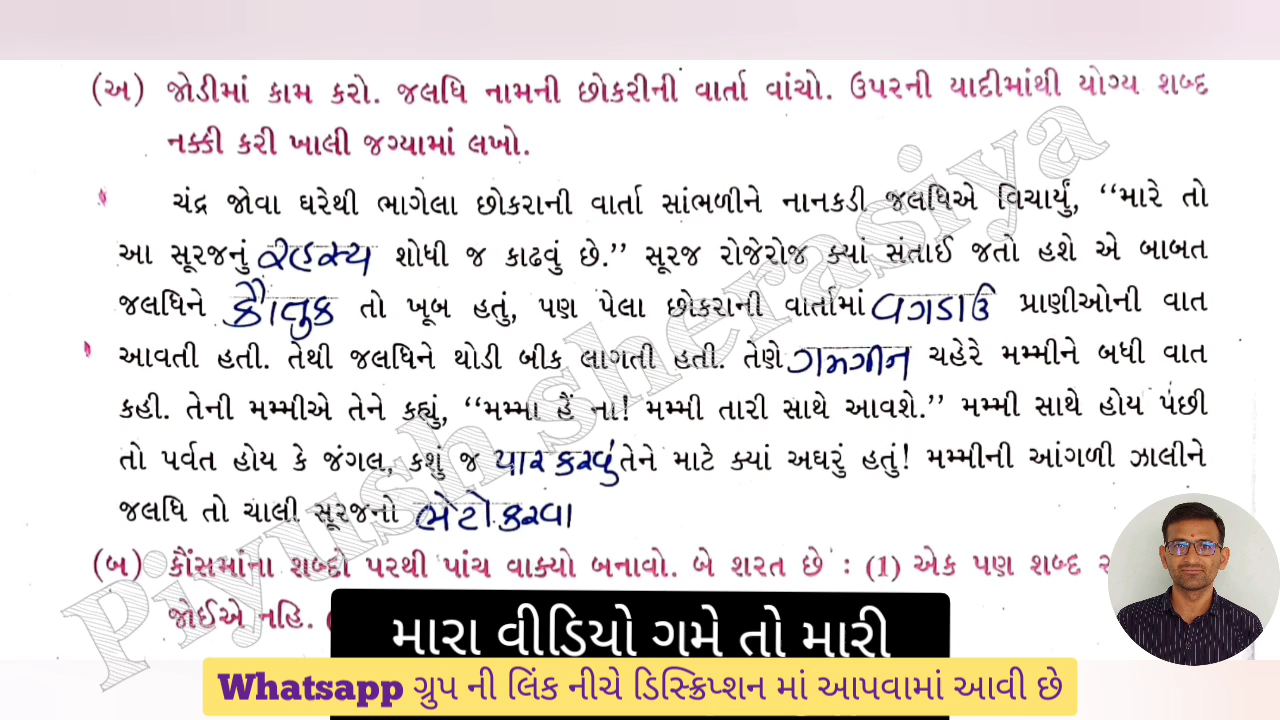 (અ) જોડીમાં કામ કરો. જલધિ નામની છોકરીની વાર્તા વાંચો. ઉપરની યાદીમાંથી યોગ્ય શબ્દ
નક્કી કરી ખાલી જગ્યામાં લખો.
ચંદ્ર જોવા ઘરેથી ભાગેલા છોકરાની વાર્તા સાંભળીને નાનકડી જલધિએ વિચાર્યું, “મારે તો
આ સૂરજનું રહસ્ય શોધી જ કાઢવું છે.” સૂરજ રોજેરોજ ક્યાં સંતાઈ જતો હશે એ બાબત
જલધિને કૌતુક તો ખૂબ હતું, પણ પેલા છોકરાની વાર્તામાં વગડાઉ પ્રાણીઓની વાત
આવતી હતી. તેથી જલધિને થોડી બીક લાગતી હતી. તેણે ગમગીન ચહેરે મમ્મીને બધી વાત
કહી. તેની મમ્મીએ તેને કહ્યું, “મમ્મા હૈં ના! મમ્મી તારી સાથે આવશે.” મમ્મી સાથે હોય પછી
તો પર્વત હોય કે જંગલ, કશું જ પાર કરવું તેને માટે ક્યાં અઘરું હતું! મમ્મીની આંગળી ઝાલીને
જલધિ તો ચાલી સૂરજનો ભેટો કરવા
(બ) કૌંસમાંના શબ્દો પરથી પાંચ વાક્યો બનાવો. બે શરત છે : (1) એક પણ શબ્દ
જોઈએ નહિ.
મારા વીડિયો ગમે તો મારી
Whatsapp ગ્રુપ ની લિંક નીચે ડિસ્ક્રિપ્શન માં આપવામાં આવી છે
Piyush sherasiya